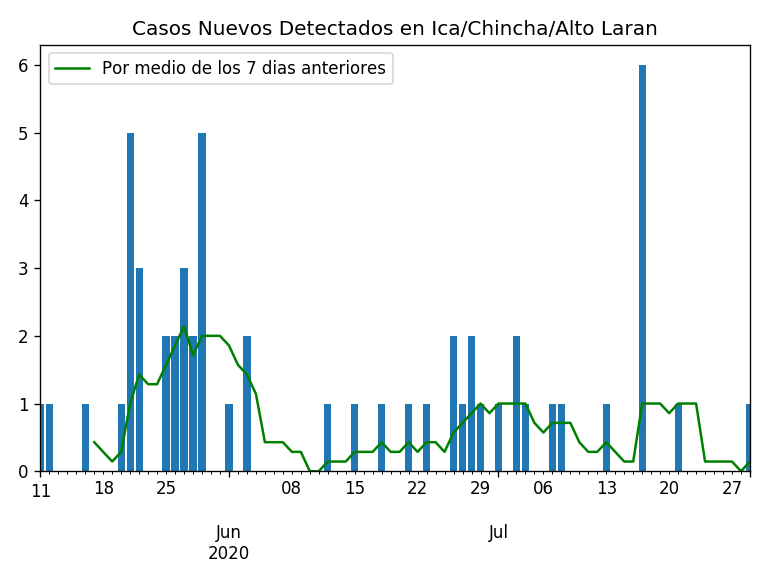 Casos Nuevos Detectados en Ica/Chincha/Alto Laran
Por medio de los 7 dias anteriores
6
5
4
3
2
1
0
11 18 25 08 15 22 29 06 13 20 27
Jun Jul
2020